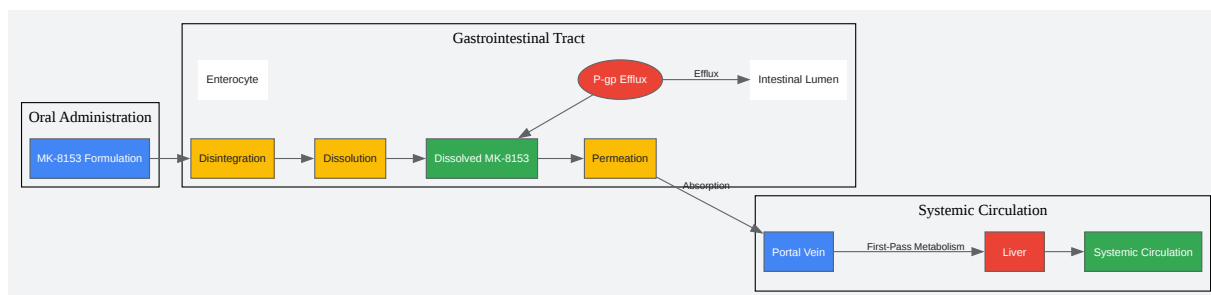 Gastrointestinal Tract
Enterocyte
P-gp Efflux
Efflux
Intestinal Lumen
Oral Administration
MK-8153 Formulation
Disintegration
Dissolution
Dissolved MK-8153
Permeation
Absorption
Systemic Circulation
Portal Vein
First-Pass Metabolism
Liver
Systemic Circulation